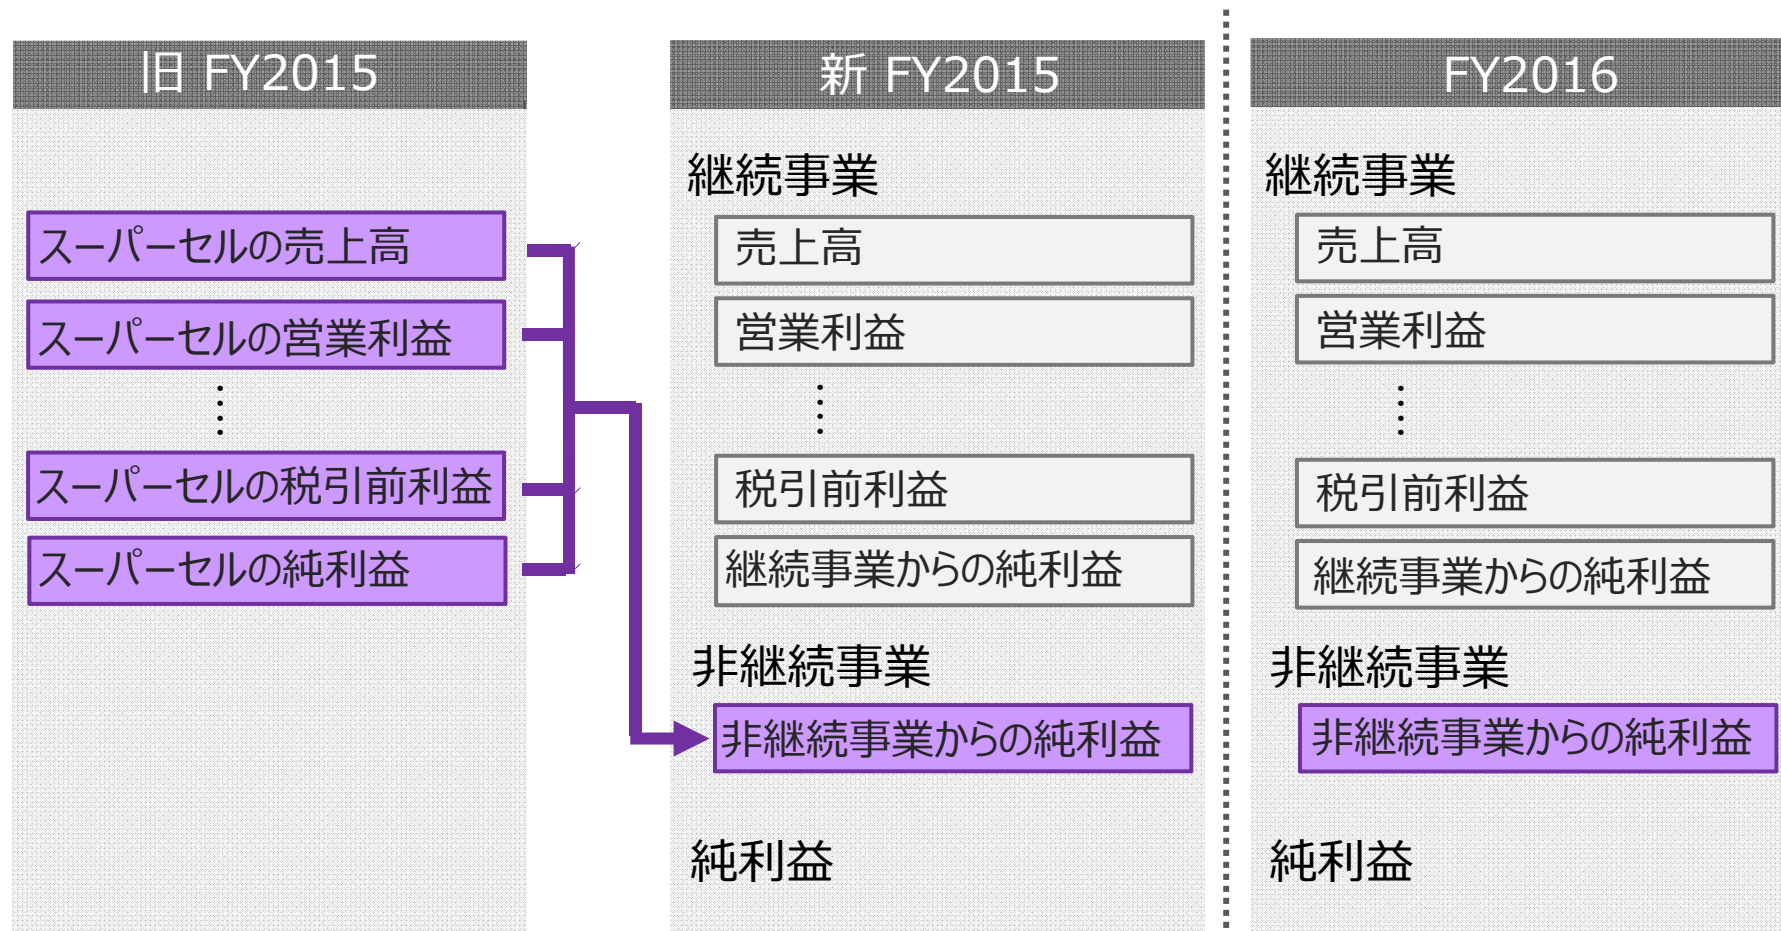 旧 FY2015
スーパーセルの売上高
スーパーセルの営業利益
スーパーセルの税引前利益
スーパーセルの純利益
新 FY2015
継続事業
売上高
営業利益
税引前利益
継続事業からの純利益
非継続事業
非継続事業からの純利益
純利益
FY2016
継続事業
売上高
営業利益
税引前利益
継続事業からの純利益
非継続事業
非継続事業からの純利益
純利益